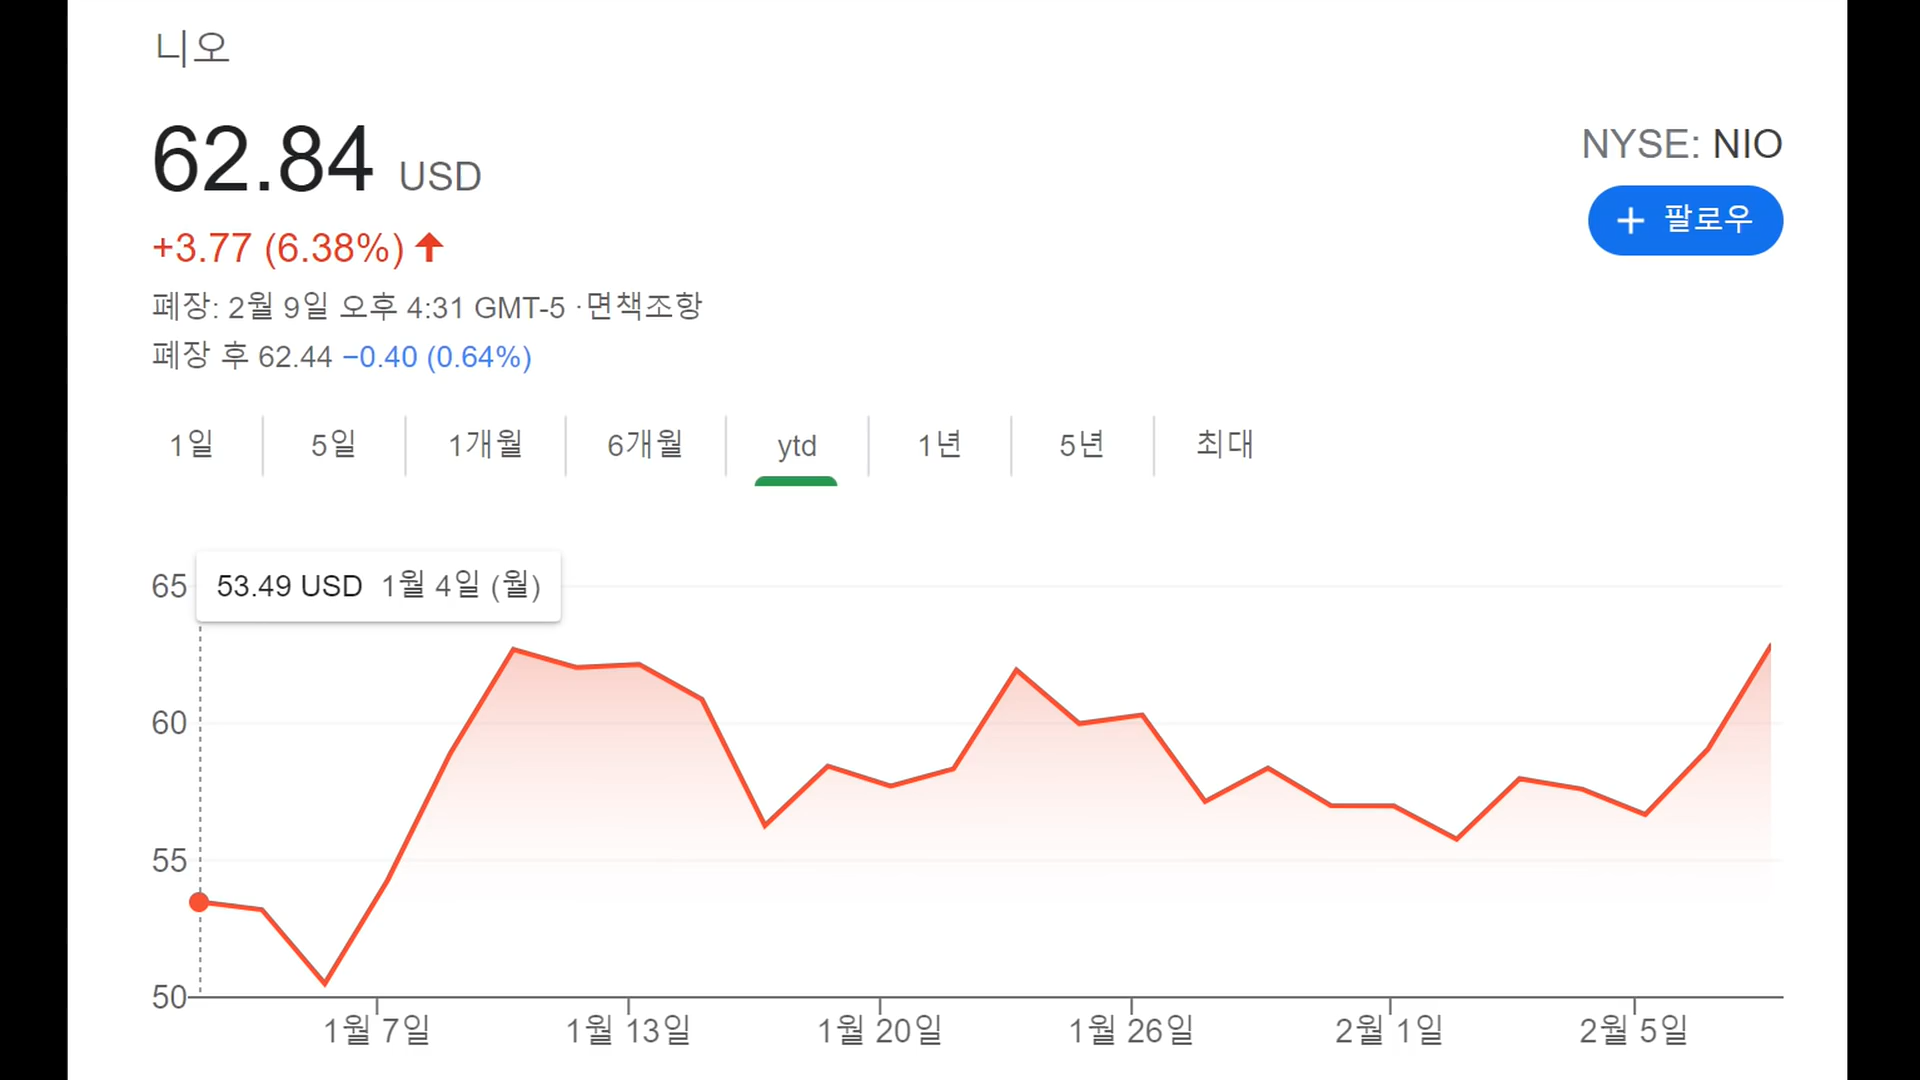 니오
62.84 USD
NYSE: NIO
+ 팔로우
+3.77 (6.38%)
폐장: 2월 9일 오후 4:31 GMT-5 ·면책조항
폐장 후 62.44 −0.40 (0.64%)
1일 5일 1개월 6개월 ytd 1년 5년 최대
53.49 USD 1월 4일 (월)
65
60
55
50
1월 7일 1월 13일 1월 20일 1월 26일 2월 1일 2월 5일